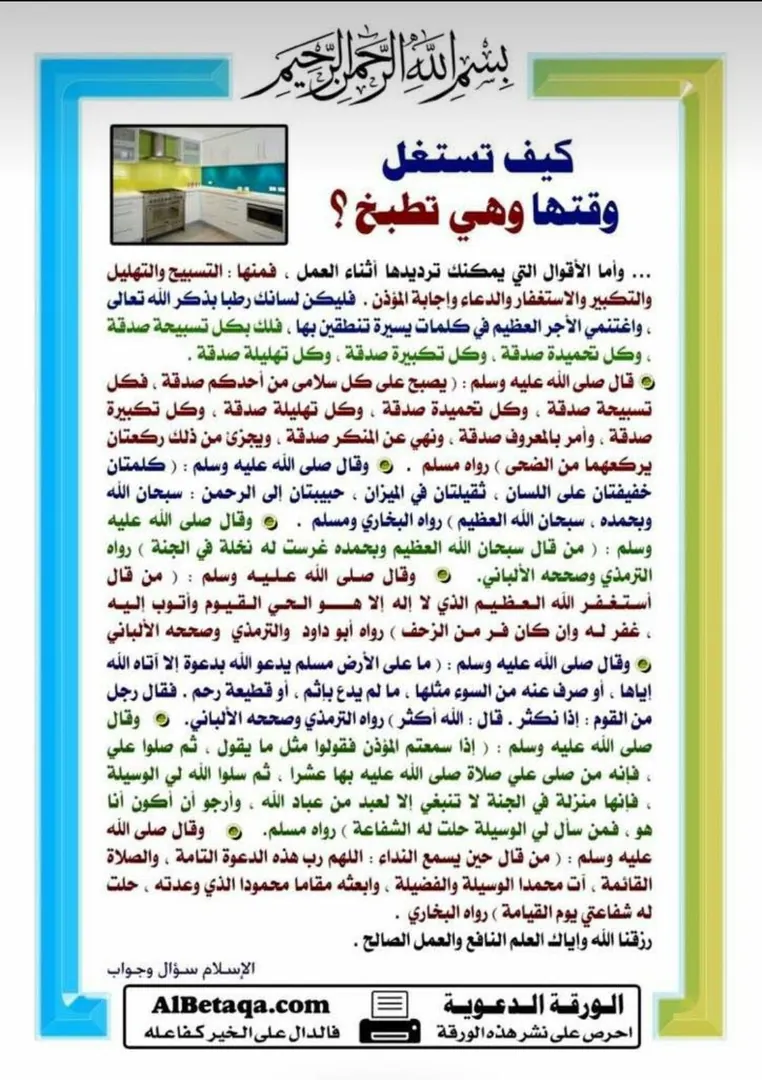 بسم الله الرحمن الرحيم
كيف تستغل
وقتها وهي تطبخ ؟
... وأما الأقوال التي يمكنك ترديدها أثناء العمل ، فمنها : التسبيح والتهليل
والتكبير والاستغفار والدعاء وإجابة المؤذن . فليكن لسانك رطبا بذكر الله تعالى
، واغتنمي الأجر العظيم في كلمات يسيرة تنطقين بها ، فلك بكل تسبيحة صدقة
، وكل تحميدة صدقة ، وكل تكبيرة صدقة ، وكل تهليلة صدقة .
قال صلى الله عليه وسلم : ( يصبح على كل سلامى من أحدكم صدقة ، فكل
تسبيحة صدقة ، وكل تحميدة صدقة ، وكل تهليلة صدقة ، وكل تكبيرة
صدقة ، وأمر بالمعروف صدقة ، ونهي عن المنكر صدقة ، ويجزئ من ذلك ركعتان
يركعهما من الضحى ) رواه مسلم . وقال صلى الله عليه وسلم : ( كلمتان
خفيفتان على اللسان ، ثقيلتان في الميزان ، حبيبتان إلى الرحمن : سبحان الله
وبحمده ، سبحان الله العظيم ) رواه البخاري ومسلم . وقال صلى الله عليه
وسلم : ( من قال سبحان الله العظيم وبحمده غرست له نخلة في الجنة ) رواه
الترمذي وصححه الألباني. وقال صلى الله عليه وسلم : ( من قال
أستغفر الله العظيم الذي لا إله إلا هو الحي القيوم وأتوب إليه
، غفر له وإن كان فر من الزحف ) رواه أبو داود والترمذي وصححه الألباني
وقال صلى الله عليه وسلم : ( ما على الأرض مسلم يدعو الله بدعوة إلا آتاه الله
إياها ، أو صرف عنه من السوء مثلها ، ما لم يدع بإثم ، أو قطيعة رحم . فقال رجل
من القوم : إذا نكثر . قال : الله أكثر ) رواه الترمذي وصححه الألباني. وقال
صلى الله عليه وسلم : ( إذا سمعتم المؤذن فقولوا مثل ما يقول ، ثم صلوا علي
، فإنه من صلى علي صلاة صلى الله عليه بها عشرا ، ثم سلوا الله لي الوسيلة
، فإنها منزلة في الجنة لا تنبغي إلا لعبد من عباد الله ، وأرجو أن أكون أنا
هو ، فمن سأل لي الوسيلة حلت له الشفاعة ) رواه مسلم. وقال صلى الله
عليه وسلم : ( من قال حين يسمع النداء : اللهم رب هذه الدعوة التامة ، والصلاة
القائمة ، آت محمدا الوسيلة والفضيلة ، وابعثه مقاما محمودا الذي وعدته ، حلت
له شفاعتي يوم القيامة ) رواه البخاري .
رزقنا الله وإياك العلم النافع والعمل الصالح .
الإسلام سؤال وجواب
الورقة الدعوية AlBetaqa.com
احرص على نشر هذه الورقة فالدال على الخير كفاعله